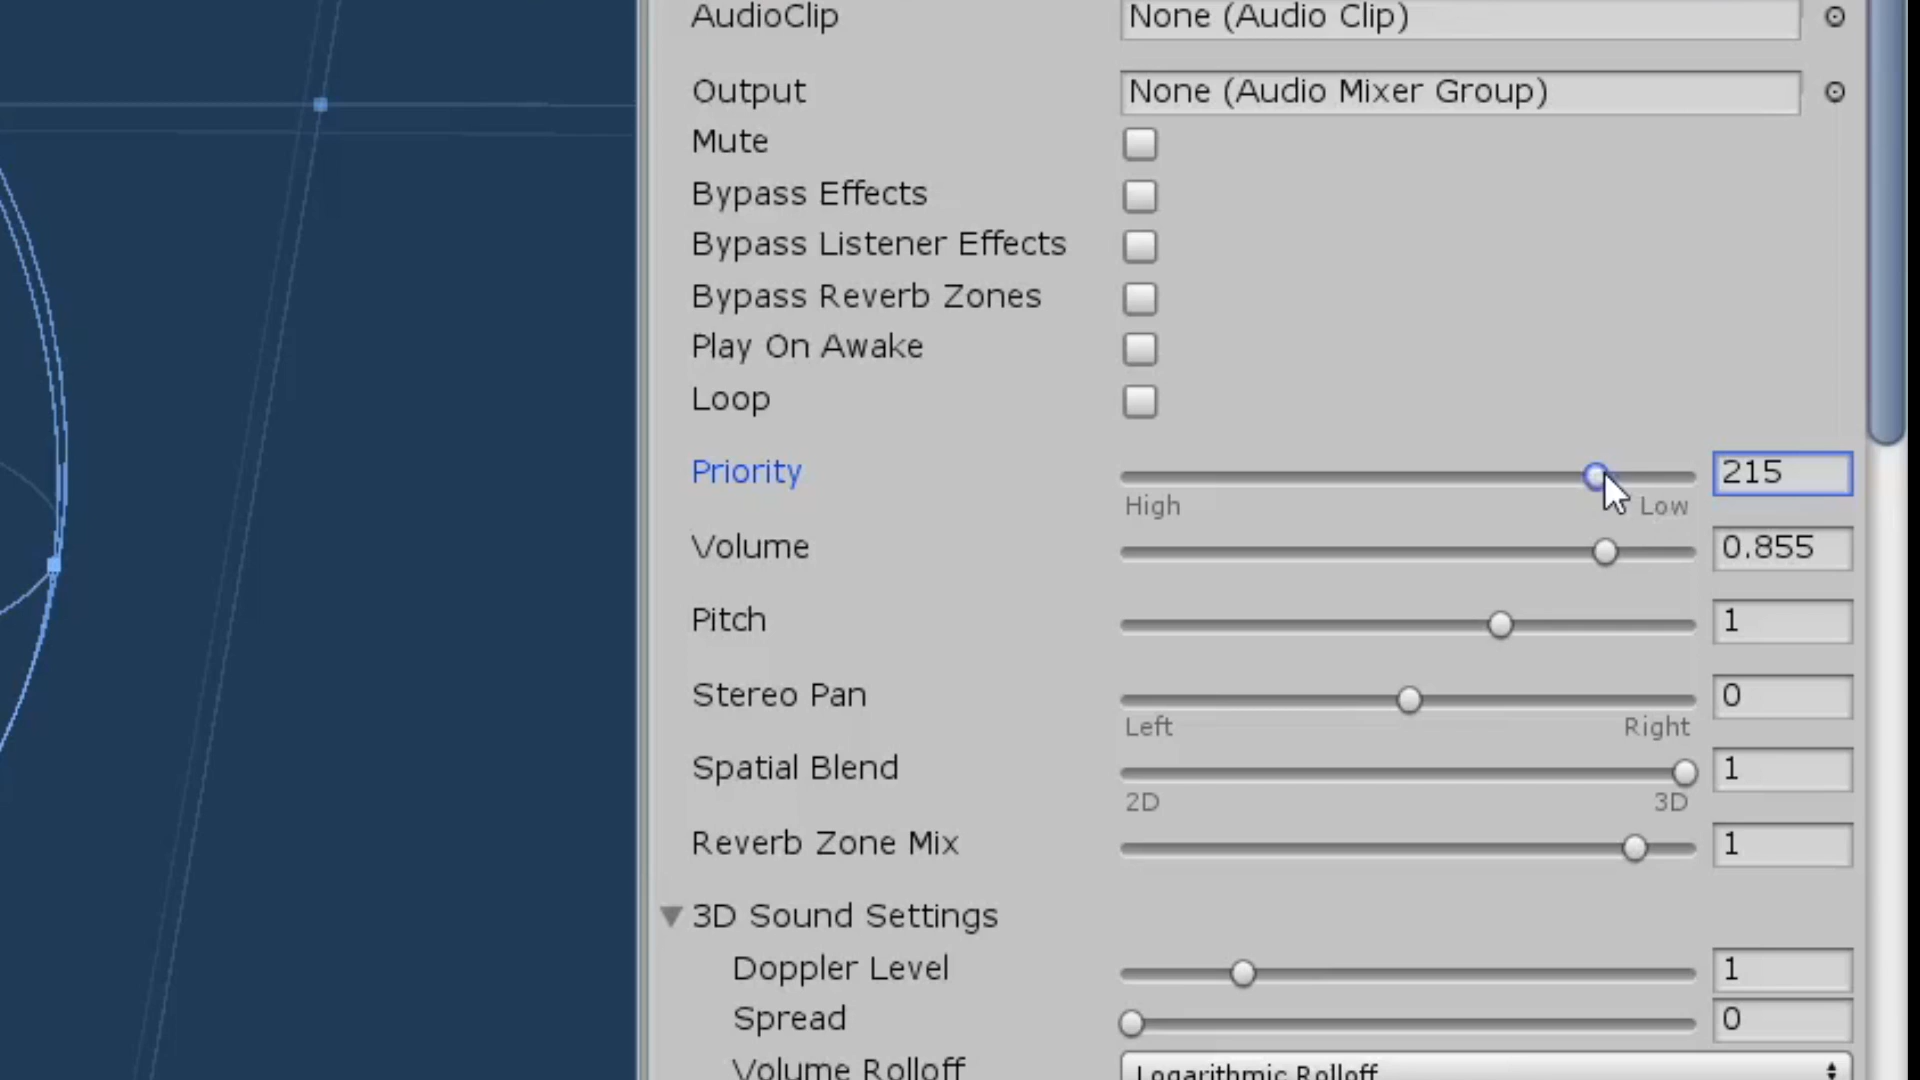 AudioClip None (Audio Clip)
Output None (Audio Mixer Group)
Mute
Bypass Effects
Bypass Listener Effects
Bypass Reverb Zones
Play On Awake
Loop
Priority 215
High Low
Volume 0.855
Pitch 1
Stereo Pan 0
Left Right
Spatial Blend 1
2D 3D
Reverb Zone Mix 1
3D Sound Settings
Doppler Level 1
Spread 0
Volume Rolloff Logarithmic Rolloff